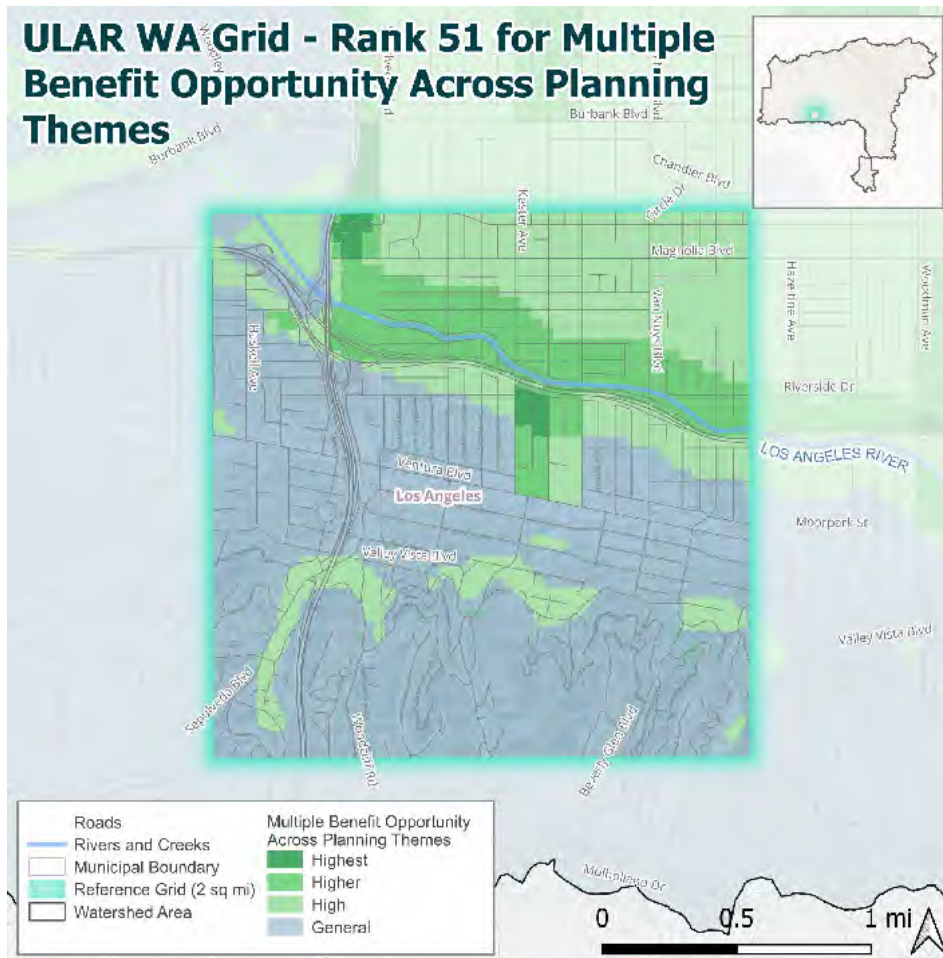 ULAR WA Grid - Rank 51 for Multiple
Benefit Opportunity Across Planning
Themes
Burbank Blvd
Burbank Blvd
Chandler Blvd
Circle Dr
Kester Ave
Magnolia Blvd
Van Nuys Blvd
Hazeltine Ave
Woodman Ave
Haskell Ave
Riverside Dr
LOS ANGELES RIVER
Ventura Blvd
Los Angeles
Moorpark St
Valley Vista Blvd
Valley Vista Blvd
Sepulveda Blvd
Woodcliff Rd
Beverly Glen Blvd
Mulholland Dr
Roads
Rivers and Creeks
Municipal Boundary
Reference Grid (2 sq mi)
Watershed Area
Multiple Benefit Opportunity
Across Planning Themes
Highest
Higher
High
General
0 0.5 1 mi